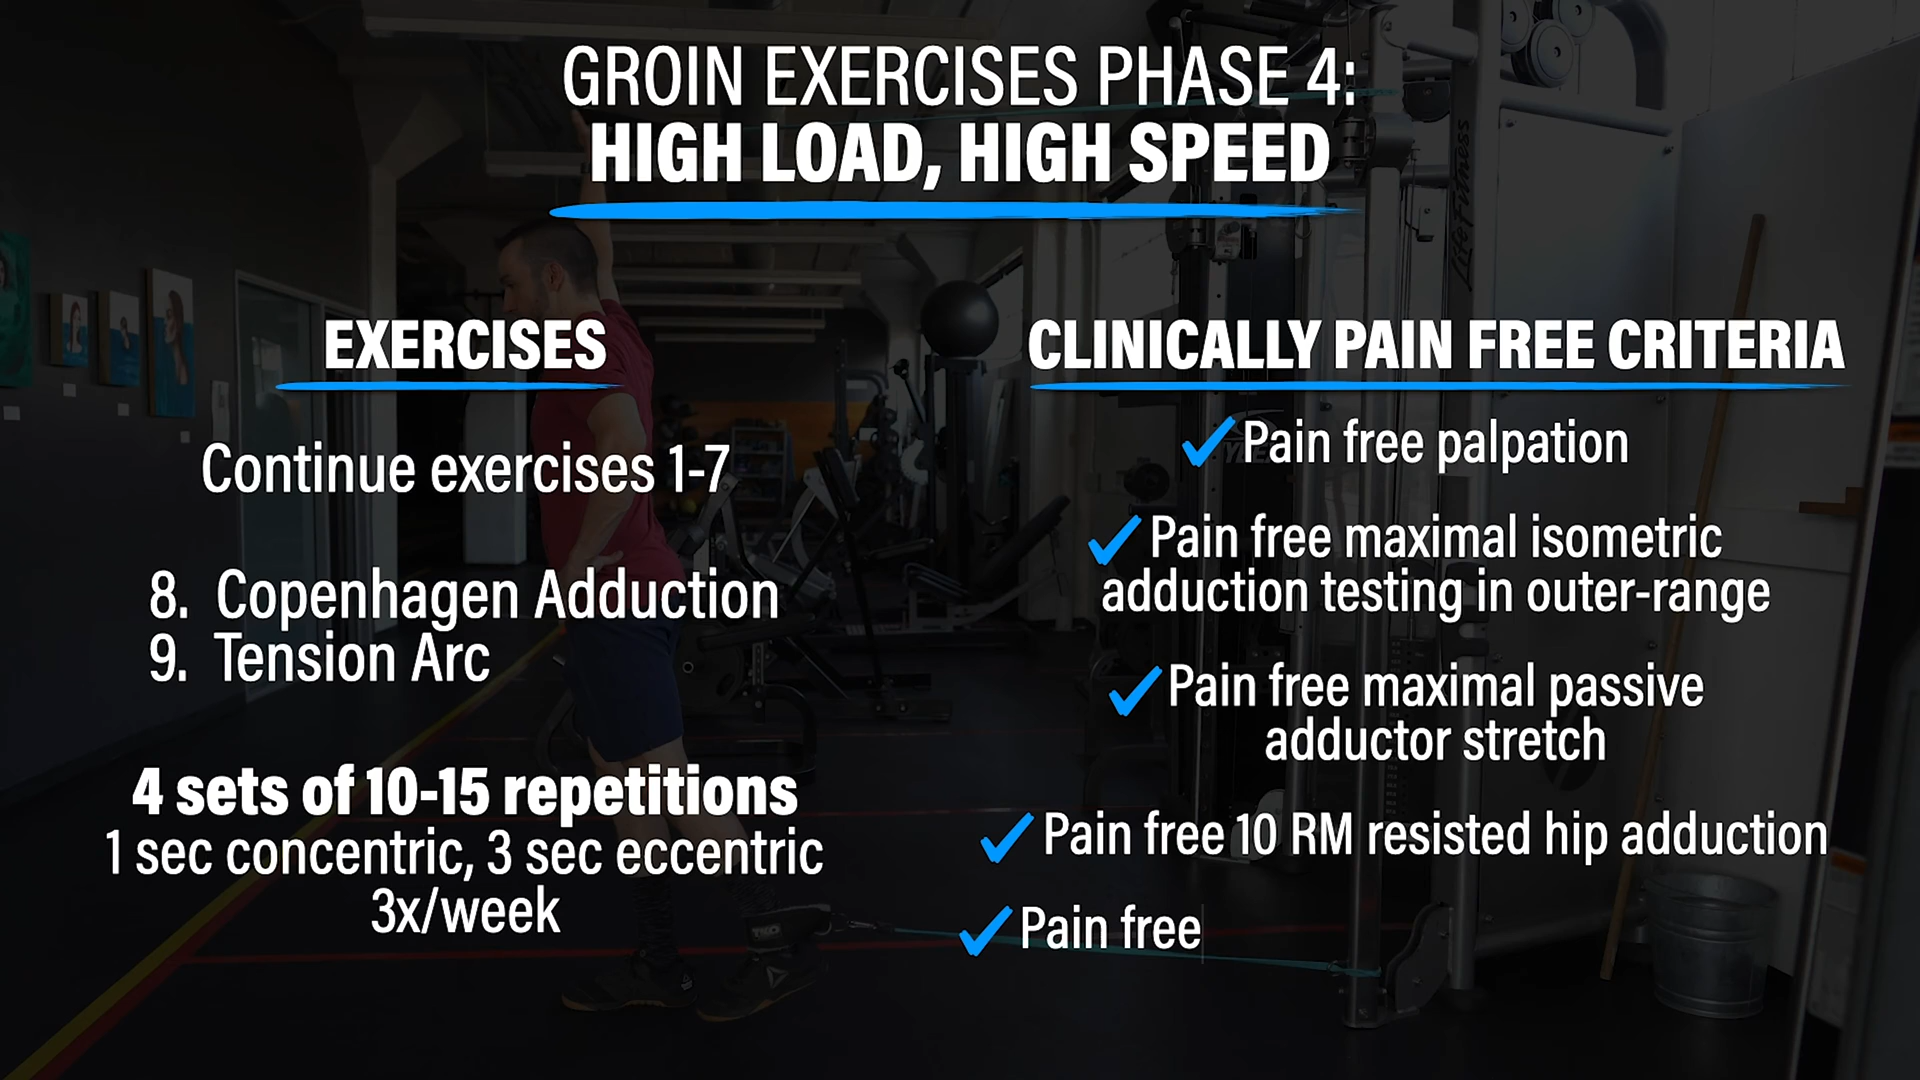 GROIN EXERCISES PHASE 4:
HIGH LOAD, HIGH SPEED
EXERCISES
Continue exercises 1-7
8. Copenhagen Adduction
9. Tension Arc
4 sets of 10-15 repetitions
1 sec concentric, 3 sec eccentric
3x/week
CLINICALLY PAIN FREE CRITERIA
Pain free palpation
Pain free maximal isometric
adduction testing in outer-range
Pain free maximal passive
adductor stretch
Pain free 10 RM resisted hip adduction
Pain free
Life Fitness
TKO